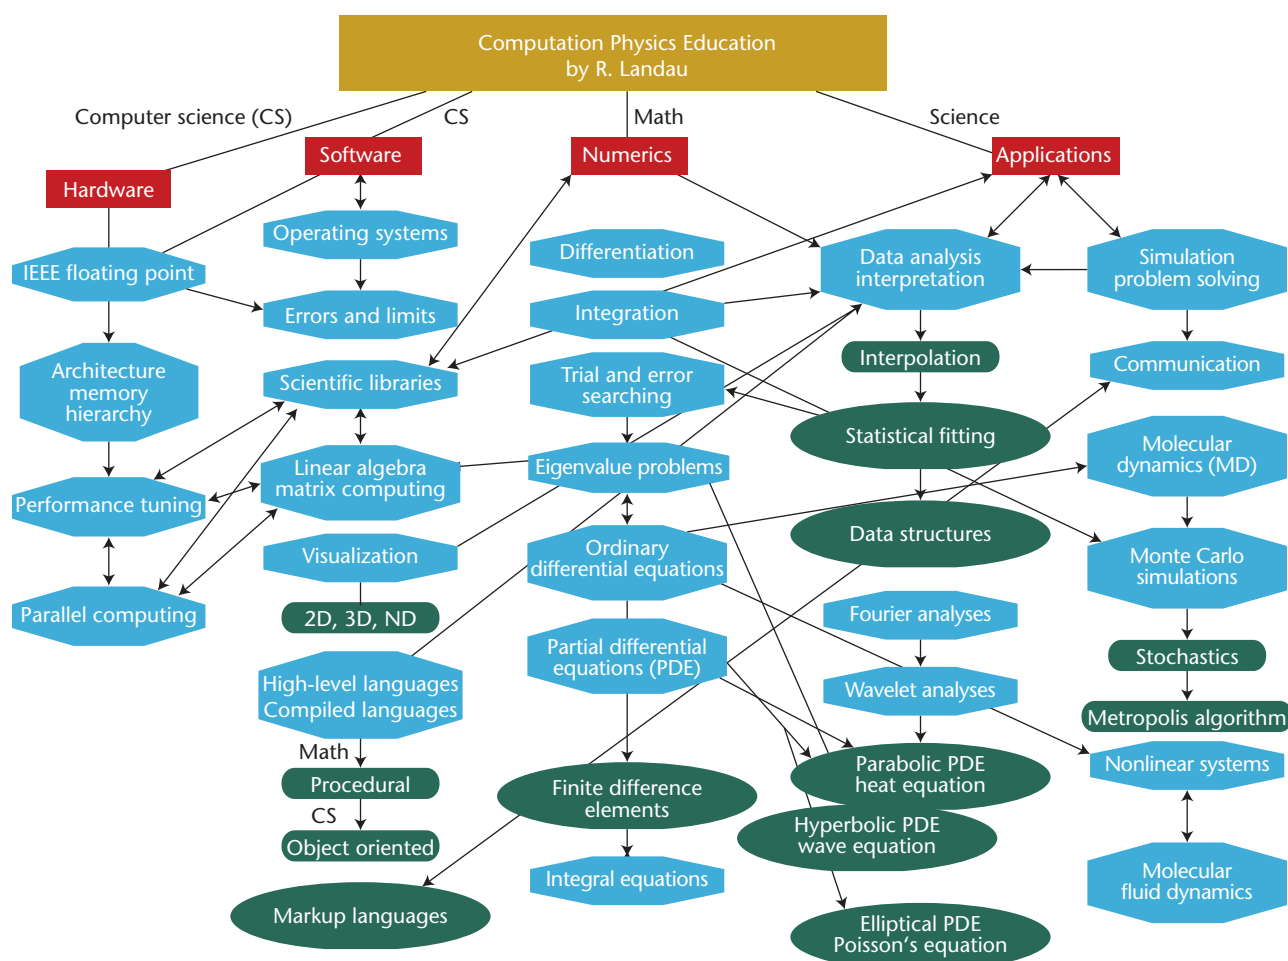 Computation Physics Education
by R. Landau
Computer science (CS)
CS
Math
Science
Hardware
Software
Numerics
Applications
IEEE floating point
Operating systems
Errors and limits
Architecture
memory
hierarchy
Scientific libraries
Performance tuning
Linear algebra
matrix computing
Parallel computing
Visualization
2D, 3D, ND
High-level languages
Compiled languages
Math
Procedural
CS
Object oriented
Markup languages
Differentiation
Integration
Trial and error
searching
Eigenvalue problems
Ordinary
differential equations
Partial differential
equations (PDE)
Finite difference
elements
Integral equations
Data analysis
interpretation
Interpolation
Statistical fitting
Data structures
Fourier analyses
Wavelet analyses
Parabolic PDE
heat equation
Hyperbolic PDE
wave equation
Elliptical PDE
Poisson‘s equation
Simulation
problem solving
Communication
Molecular
dynamics (MD)
Monte Carlo
simulations
Stochastics
Metropolis algorithm
Nonlinear systems
Molecular
fluid dynamics